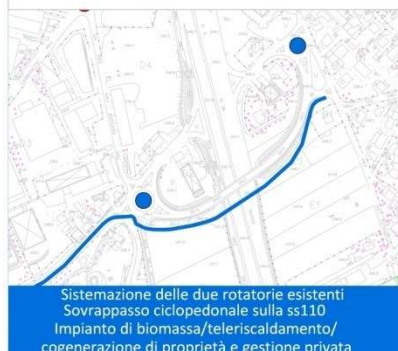 Sistemazione delle due rotatorie esistenti
Sovrappasso ciclopedonale sulla ss110
Impianto di biomassa/teleriscaldamento/
cogenerazione di proprietà e gestione privata